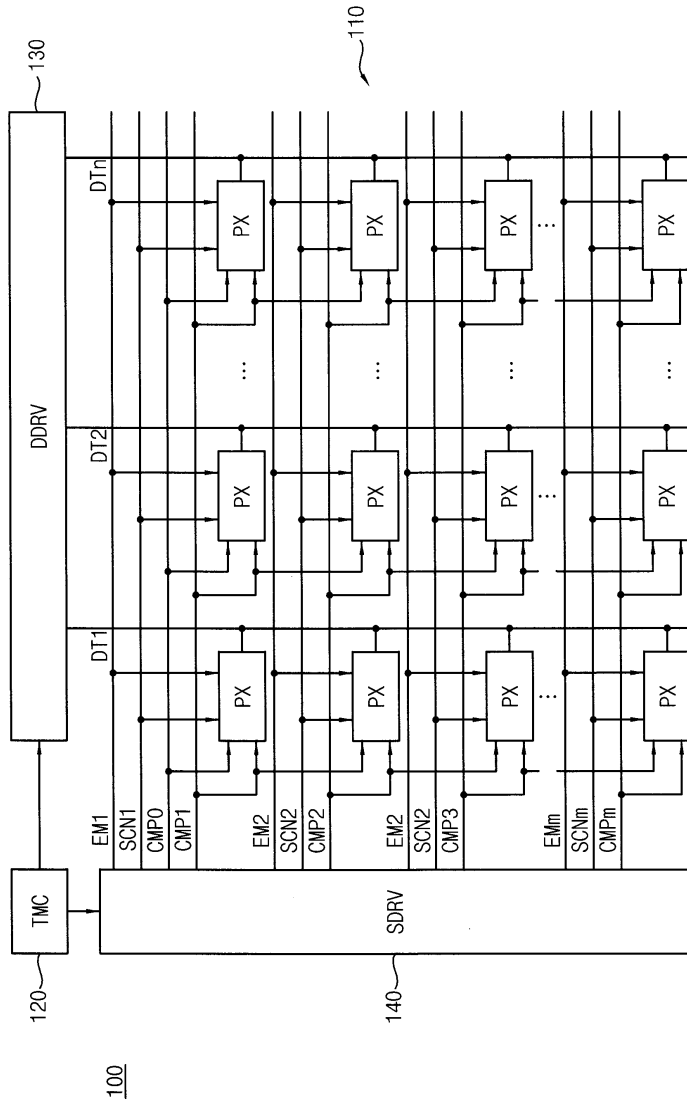 130
DDRV
TMC
120
110
DT1
DT2
DTn
EM1
SCN1
CMP0
CMP1
PX
PX
...
PX
EM2
SCN2
CMP2
PX
PX
...
PX
EM2
SCN2
CMP3
PX
PX
...
PX
...
...
...
EMm
SCNm
CMPm
PX
PX
...
PX
SDRV
140
100